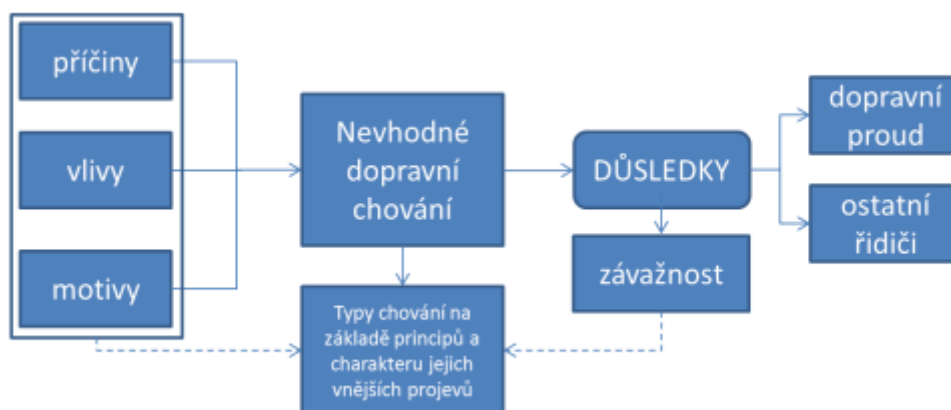 příčiny
vlivy
motivy
Nevhodné
dopravní
chování
Typy chování na
základě principů a
charakteru jejich
vnějších projevů
DŮSLEDKY
závažnost
dopravní
proud
ostatní
řidiči